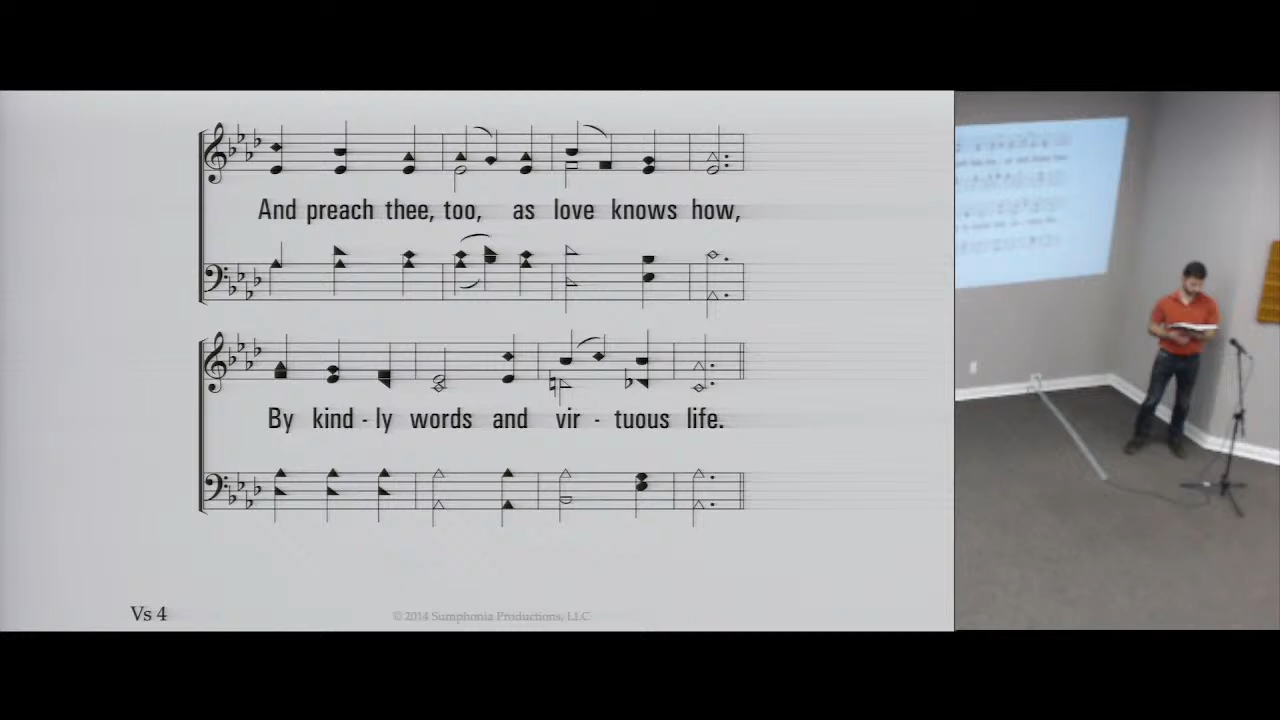 And preach thee, too, as love knows how,
By kind - ly words and vir - tuous life.
Vs 4
© 2014 Sumphonia Productions, LLC